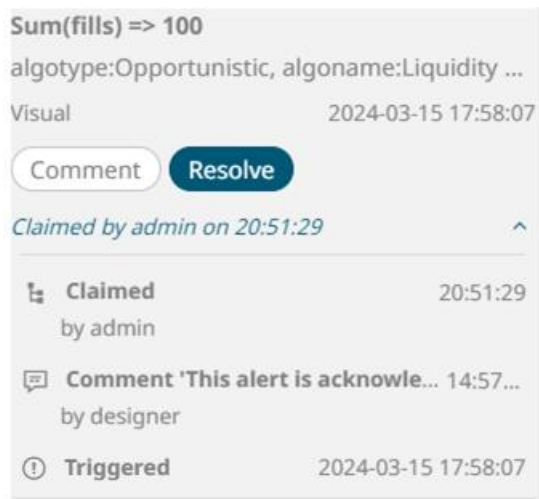 Sum(fills) => 100
algotype:Opportunistic, algoname:Liquidity ...
Visual 2024-03-15 17:58:07
Comment Resolve
Claimed by admin on 20:51:29
Claimed 20:51:29
by admin
Comment 'This alert is acknowle... 14:57...
by designer
Triggered 2024-03-15 17:58:07